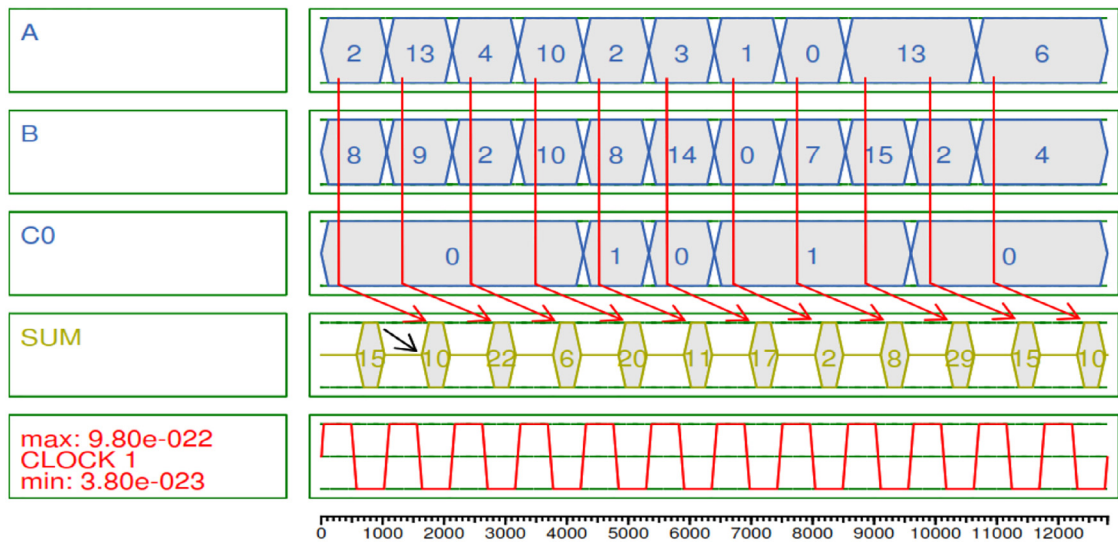 A
2 13 4 10 2 3 1 0 13 6
B
8 9 2 10 8 14 0 7 15 2 4
C0
0 1 0 1 0
SUM
15 10 22 6 20 11 17 2 8 29 15 10
max: 9.80e-022
CLOCK 1
min: 3.80e-023
0 1000 2000 3000 4000 5000 6000 7000 8000 9000 10000 11000 12000